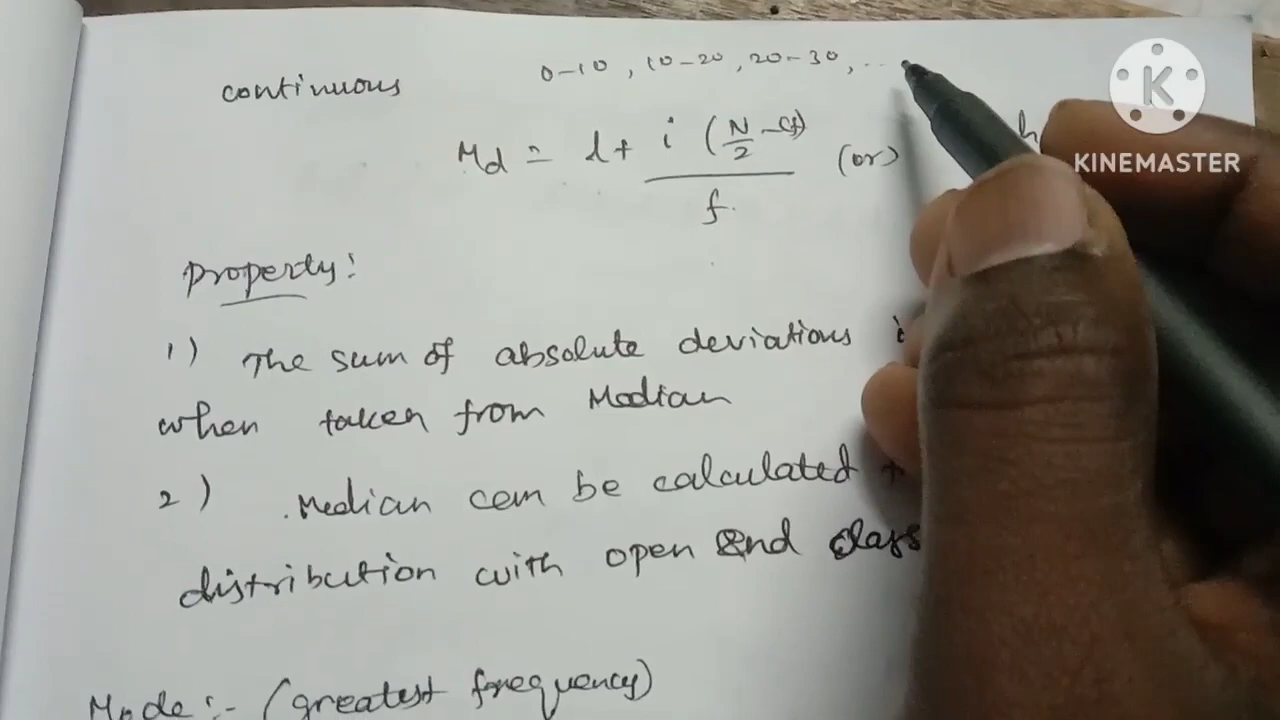 continuous 0-10, 10-20, 20-30, ...
Md = l + i (N/2 - cf) / f (or) h
Property:
1) The sum of absolute deviations
when taken from Median
2) Median can be calculated
distribution with open end class
Mode:- (greatest frequency)
K
KINEMASTER